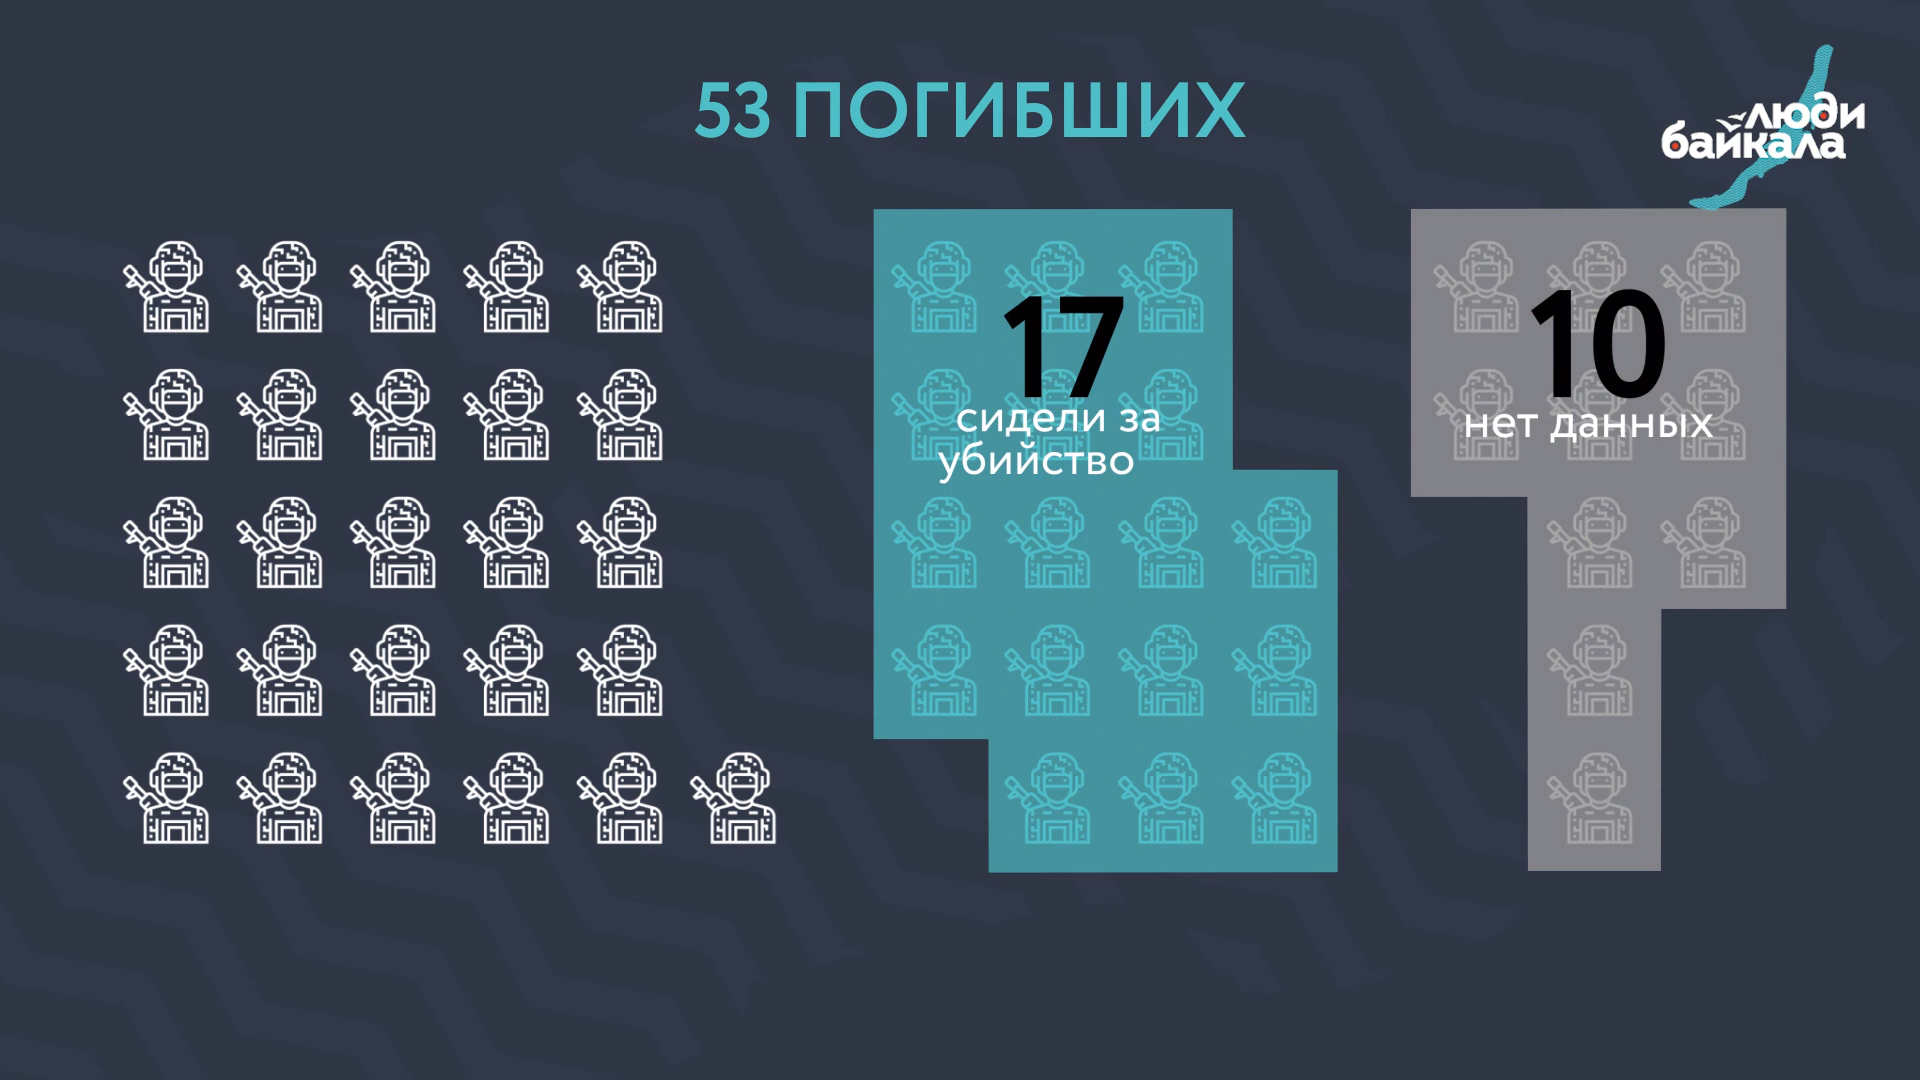 53 ПОГИБШИХ
люди
байкала
17
сидели за
убийство
10
нет данных